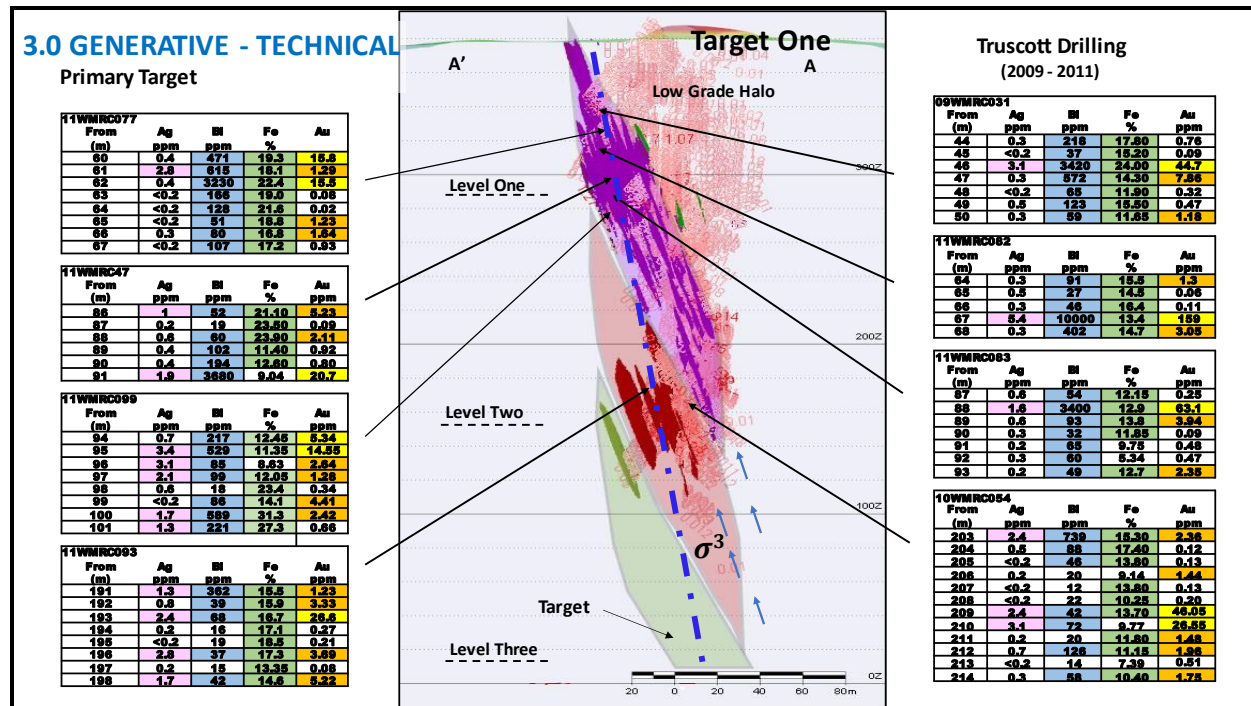 3.0 GENERATIVE - TECHNICAL
Primary Target
11WMRC077
From Ag Bi Fe Au
(m) ppm ppm % ppm
60 0.4 471 19.3 15.8
61 2.8 615 18.1 1.29
62 0.4 3230 22.4 15.5
63 <0.2 166 19.0 0.08
64 <0.2 128 21.6 0.02
65 <0.2 51 18.8 1.23
66 0.3 80 16.8 1.64
67 <0.2 107 17.2 0.93
11WMRC47
From Ag Bi Fe Au
(m) ppm ppm % ppm
86 1 52 21.10 5.23
87 0.2 19 23.50 0.09
88 0.6 60 23.90 2.11
89 0.4 102 11.40 0.92
90 0.4 194 12.60 0.80
91 1.9 3680 9.04 20.7
11WMRC099
From Ag Bi Fe Au
(m) ppm ppm % ppm
94 0.7 217 12.45 5.34
95 3.4 529 11.35 14.55
96 3.1 85 8.63 2.64
97 2.1 99 12.05 1.28
98 0.6 18 23.4 0.34
99 <0.2 86 14.1 4.41
100 1.7 589 31.3 2.42
101 1.3 221 27.3 0.66
11WMRC093
From Ag Bi Fe Au
(m) ppm ppm % ppm
191 1.3 362 15.5 1.23
192 0.8 39 15.9 3.33
193 2.4 68 16.7 26.6
194 0.2 16 17.1 0.27
195 <0.2 19 18.5 0.21
196 2.8 37 17.3 3.69
197 0.2 15 13.35 0.08
198 1.7 42 14.6 5.22
Target One
A' A
Low Grade Halo
Level One
300Z
200Z
Level Two
100Z
σ³
Target
Level Three
0Z
20 0 20 40 60 80m
Truscott Drilling
(2009 - 2011)
09WMRC031
From Ag Bi Fe Au
(m) ppm ppm % ppm
44 0.3 218 17.80 0.76
45 <0.2 37 15.20 0.09
46 3.1 3420 24.00 44.7
47 0.3 572 14.30 7.86
48 <0.2 65 11.90 0.32
49 0.5 123 15.50 0.47
50 0.3 59 11.65 1.18
11WMRC082
From Ag Bi Fe Au
(m) ppm ppm % ppm
64 0.3 91 15.5 1.3
65 0.5 27 14.5 0.06
66 0.3 46 16.4 0.11
67 5.4 10000 13.4 159
68 0.3 402 14.7 3.05
11WMRC083
From Ag Bi Fe Au
(m) ppm ppm % ppm
87 0.6 54 12.15 0.25
88 1.6 3400 12.9 63.1
89 0.6 93 13.8 3.94
90 0.3 32 11.85 0.09
91 0.2 65 9.75 0.48
92 0.3 60 5.34 0.47
93 0.2 49 12.7 2.35
10WMRC054
From Ag Bi Fe Au
(m) ppm ppm % ppm
203 2.4 739 15.30 2.36
204 0.5 88 17.40 0.12
205 <0.2 46 13.80 0.13
206 0.2 20 9.14 1.44
207 <0.2 12 13.80 0.13
208 <0.2 22 10.25 0.20
209 2.4 42 13.70 46.05
210 3.1 72 9.77 26.55
211 0.2 20 11.80 1.48
212 0.7 126 11.15 1.96
213 <0.2 14 7.39 0.51
214 0.3 58 10.40 1.75